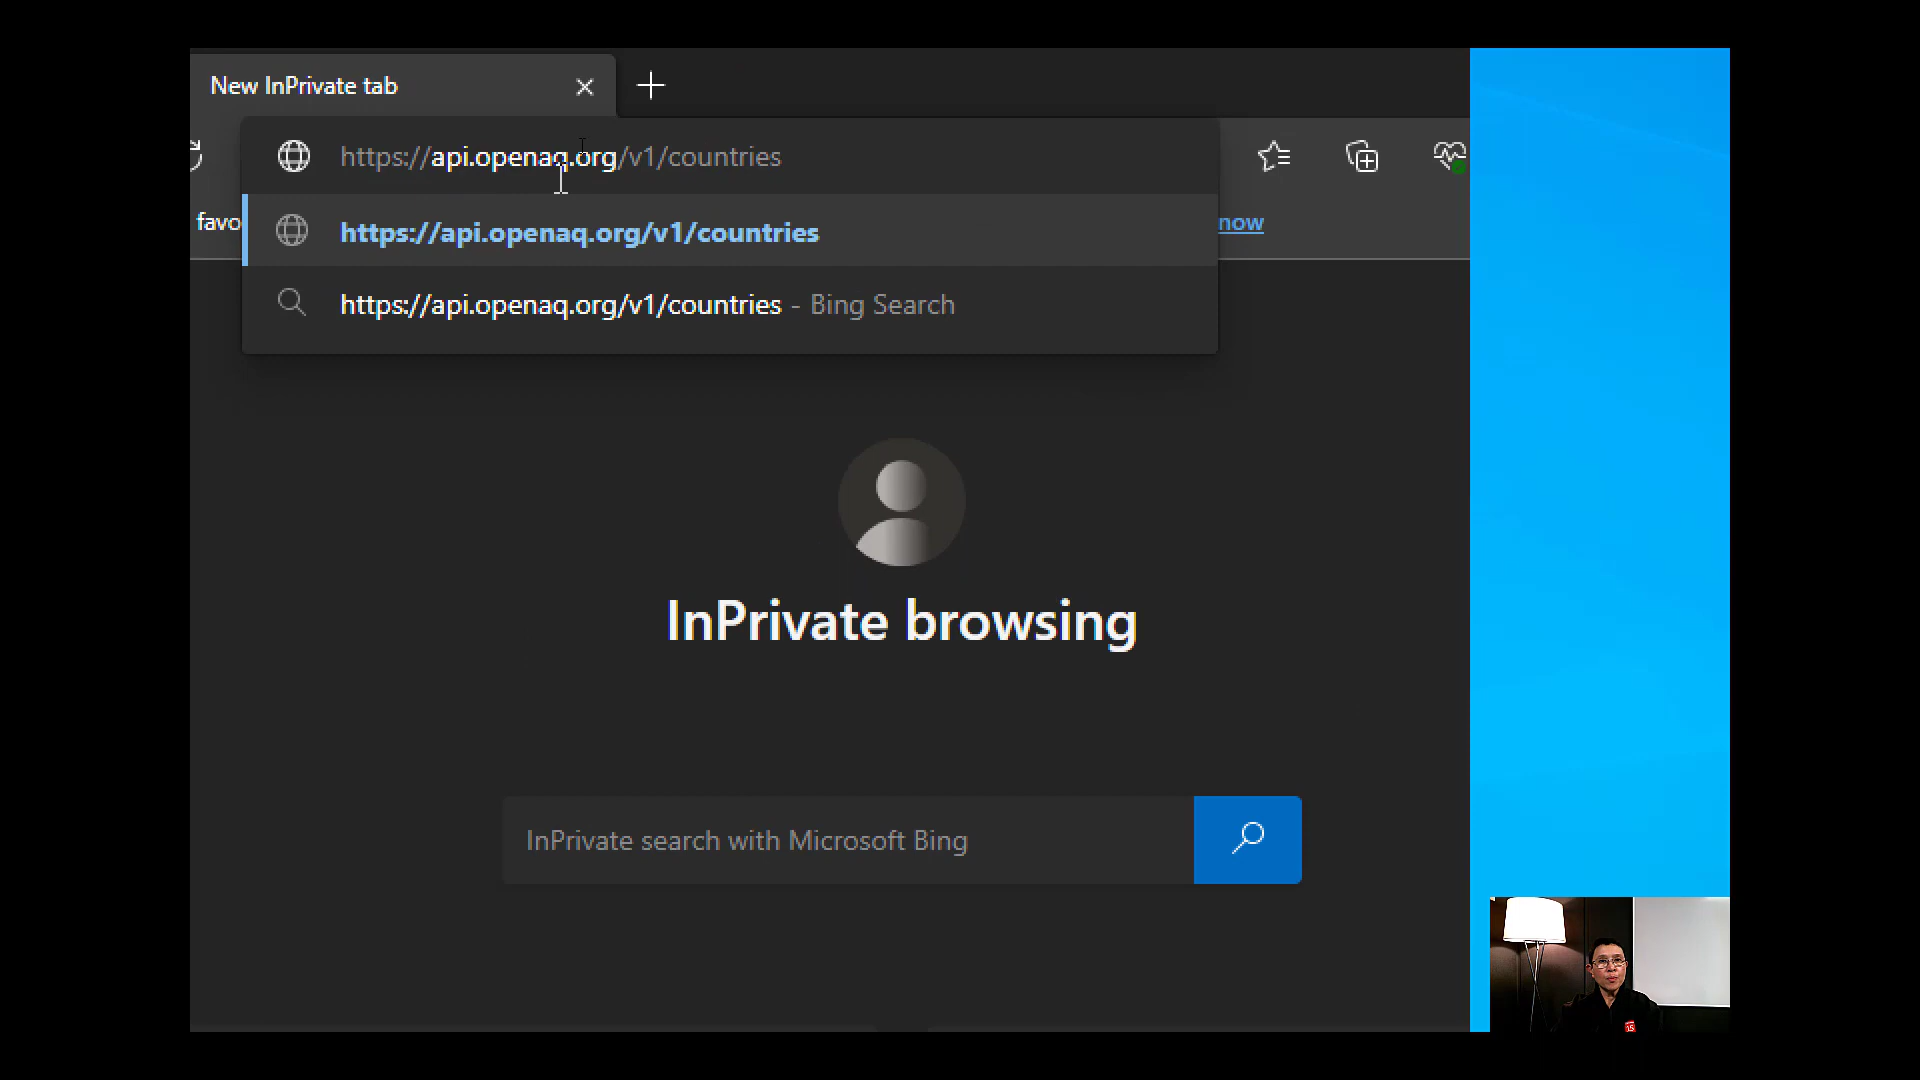 New InPrivate tab
https://api.openaq.org/v1/countries
https://api.openaq.org/v1/countries
favo
now
https://api.openaq.org/v1/countries - Bing Search
InPrivate browsing
InPrivate search with Microsoft Bing
15